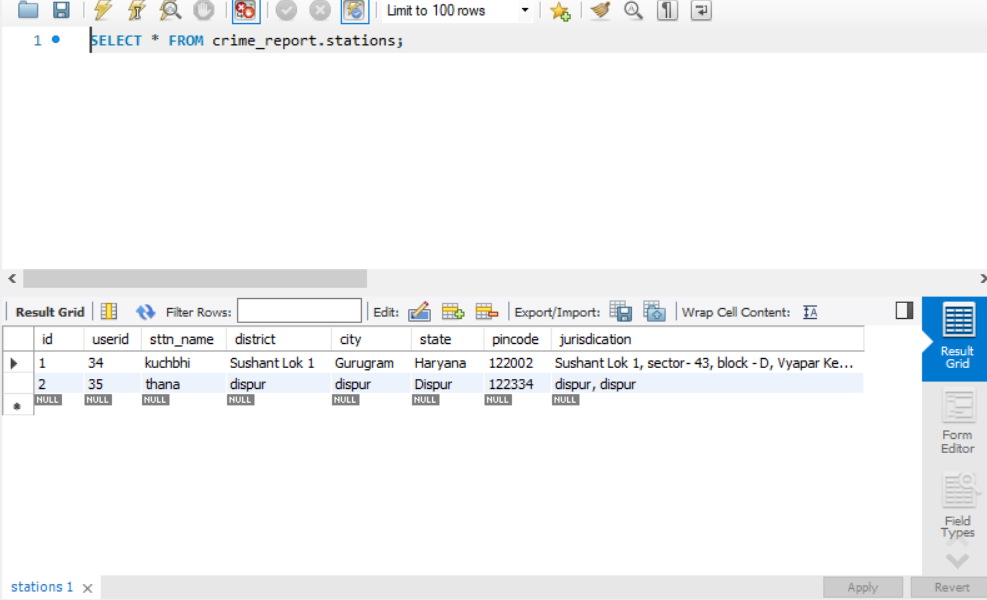 Limit to 100 rows
1 SELECT * FROM crime_report.stations;
Result Grid Filter Rows: Edit: Export/Import: Wrap Cell Content: IA
id userid sttn_name district city state pincode jurisdication
1 34 kuchbhi Sushant Lok 1 Gurugram Haryana 122002 Sushant Lok 1, sector- 43, block - D, Vyapar Ke...
2 35 thana dispur dispur Dispur 122334 dispur, dispur
NULL NULL NULL NULL NULL NULL NULL NULL
Result
Grid
Form
Editor
Field
Types
stations 1 Apply Revert